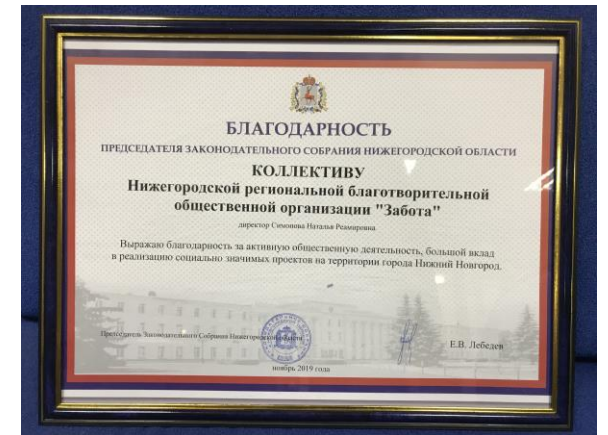 БЛАГОДАРНОСТЬ
ПРЕДСЕДАТЕЛЯ ЗАКОНОДАТЕЛЬНОГО СОБРАНИЯ НИЖЕГОРОДСКОЙ ОБЛАСТИ
КОЛЛЕКТИВУ
Нижегородской региональной благотворительной
общественной организации "Забота"
директор Симонова Наталья Реамировна
Выражаю благодарность за активную общественную деятельность, большой вклад
в реализацию социально значимых проектов на территории города Нижний Новгород.
Председатель Законодательного Собрания Нижегородской области
Е.В. Лебедев
ноябрь 2019 года